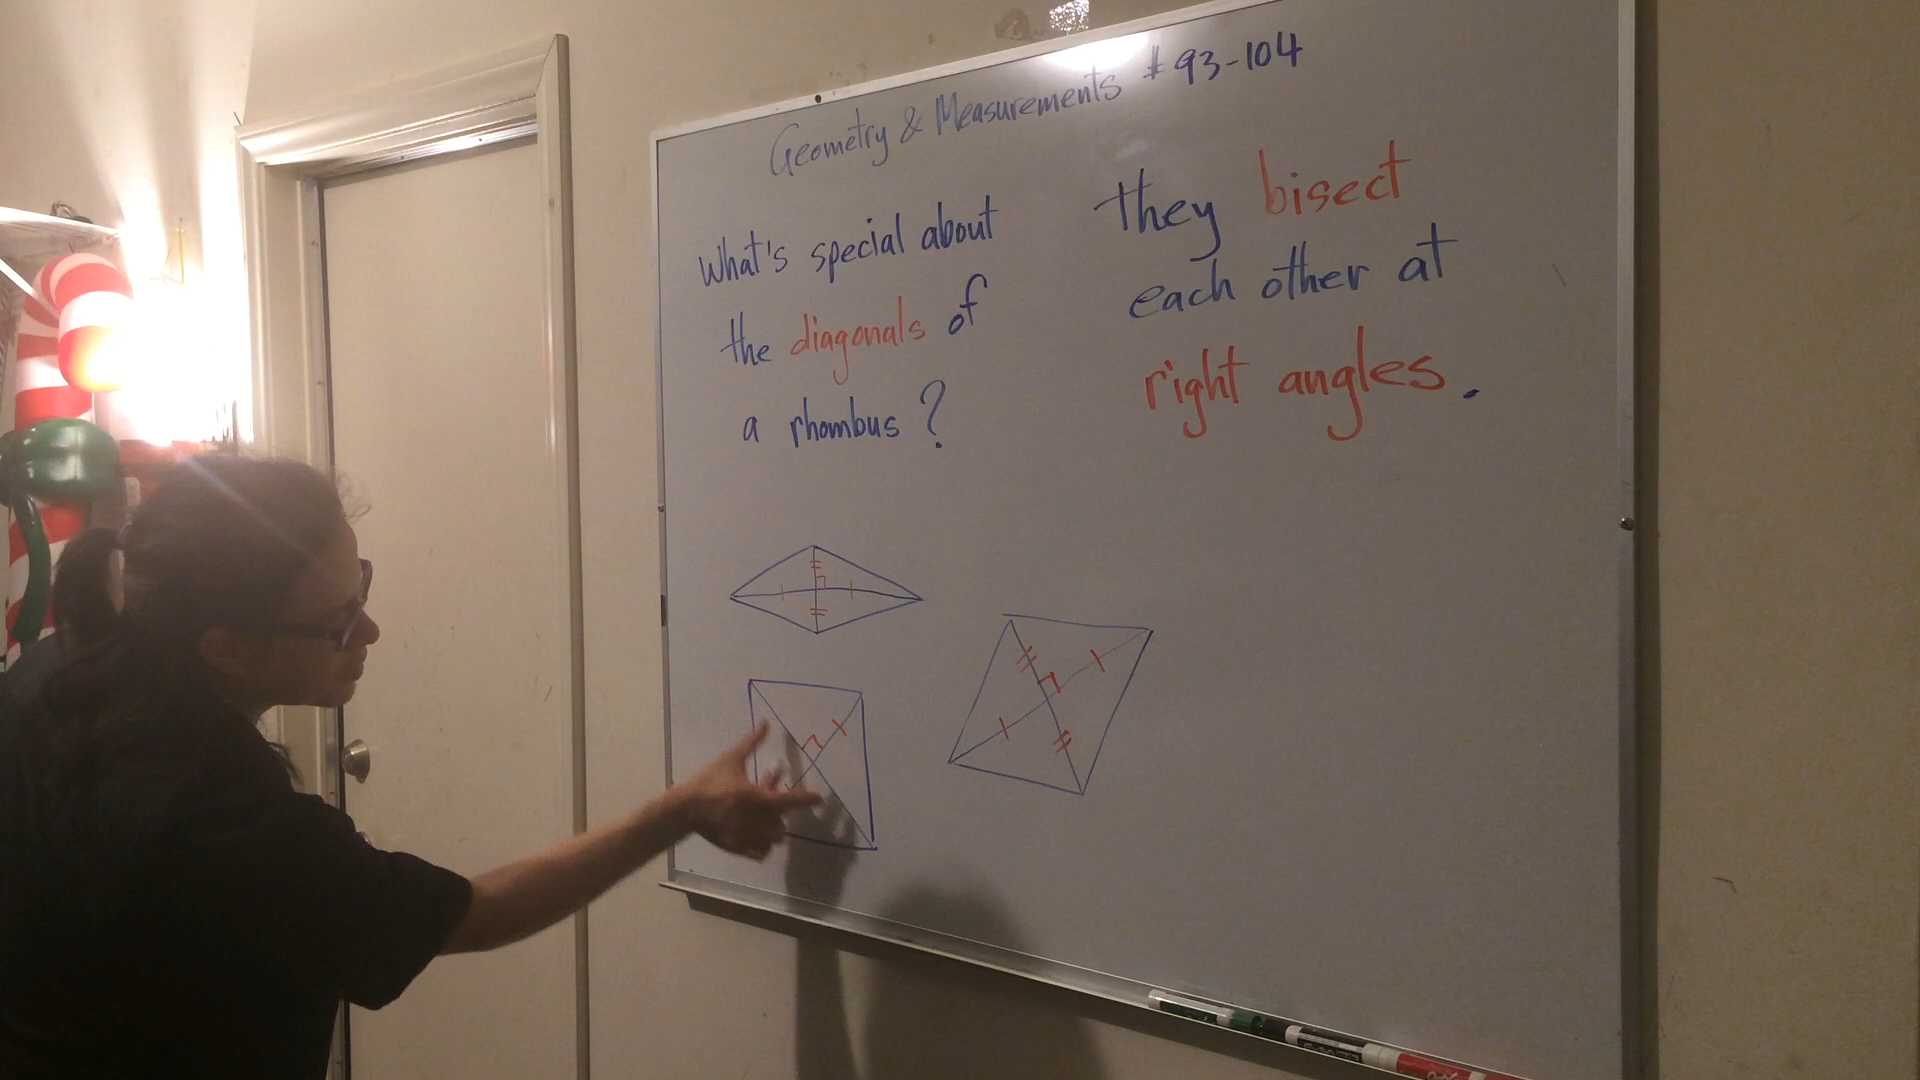 Geometry & Measurements # 93-104
What's special about
the diagonals of
a rhombus ?
they bisect
each other at
right angles.